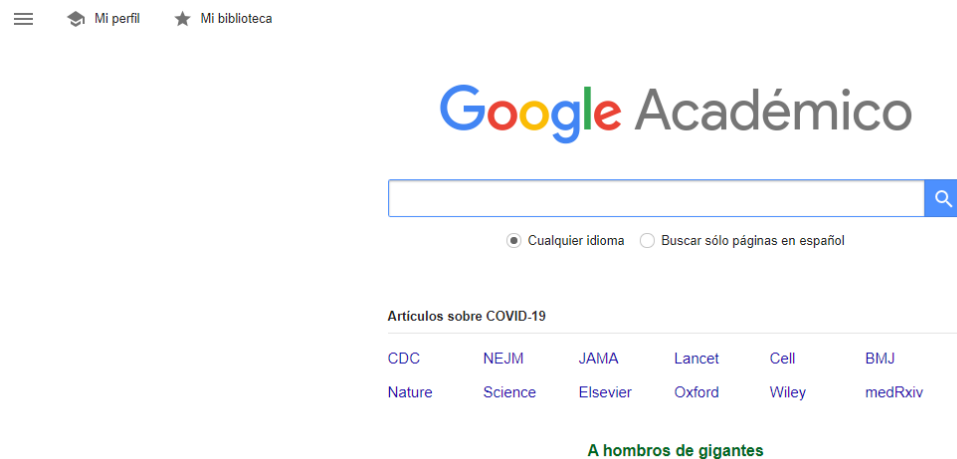 Mi perfil Mi biblioteca
Google Académico
Cualquier idioma Buscar sólo páginas en español
Artículos sobre COVID-19
CDC NEJM JAMA Lancet Cell BMJ
Nature Science Elsevier Oxford Wiley medRxiv
A hombros de gigantes